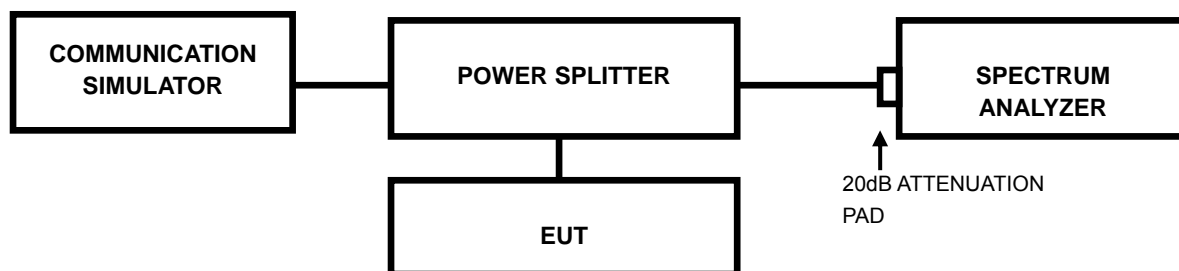 COMMUNICATION
SIMULATOR
POWER SPLITTER
SPECTRUM
ANALYZER
20dB ATTENUATION
PAD
EUT